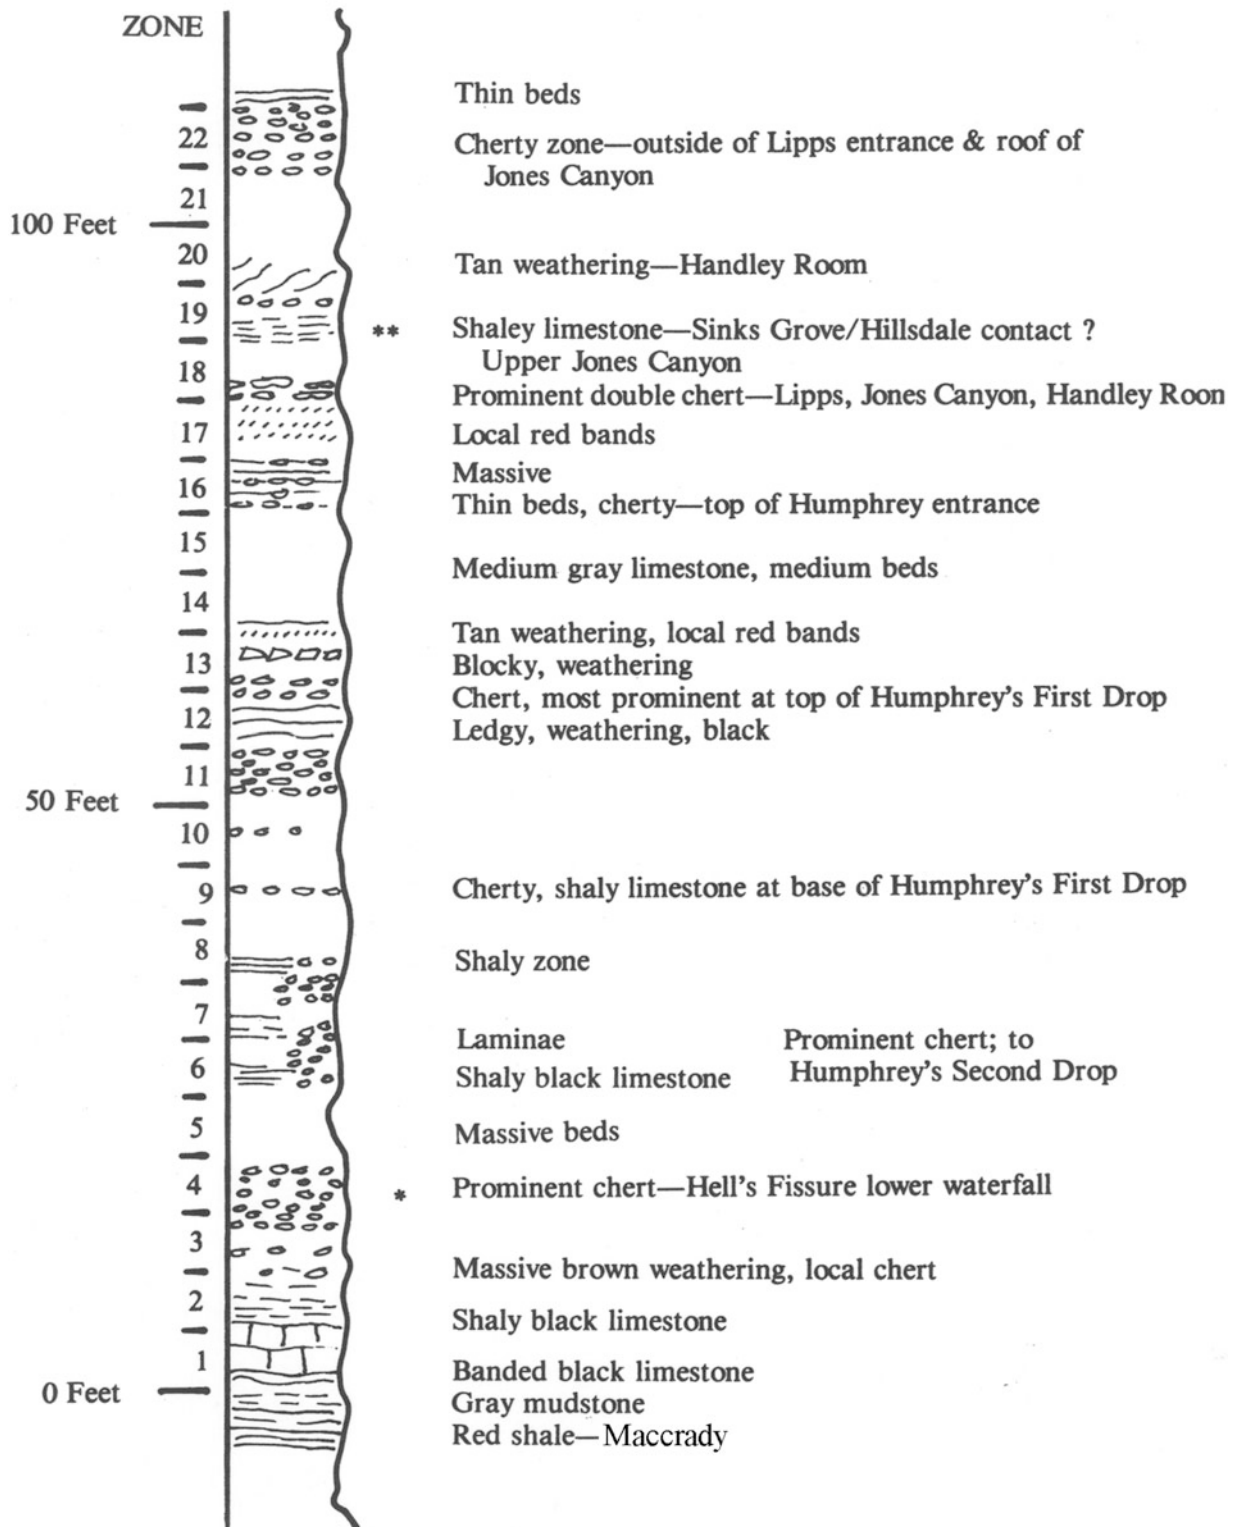 ZONE
Thin beds
22
Cherty zone—outside of Lipps entrance & roof of
Jones Canyon
21
100 Feet
20
Tan weathering—Handley Room
19
** Shaley limestone—Sinks Grove/Hillsdale contact ?
Upper Jones Canyon
18
Prominent double chert—Lipps, Jones Canyon, Handley Roon
17
Local red bands
Massive
16
Thin beds, cherty—top of Humphrey entrance
15
Medium gray limestone, medium beds
14
Tan weathering, local red bands
13
Blocky, weathering
Chert, most prominent at top of Humphrey's First Drop
12
Ledgy, weathering, black
11
50 Feet
10
9
Cherty, shaly limestone at base of Humphrey's First Drop
8
Shaly zone
7
Laminae
Prominent chert; to
6
Shaly black limestone
Humphrey's Second Drop
5
Massive beds
4
* Prominent chert—Hell's Fissure lower waterfall
3
Massive brown weathering, local chert
2
Shaly black limestone
1
Banded black limestone
0 Feet
Gray mudstone
Red shale—Maccrady